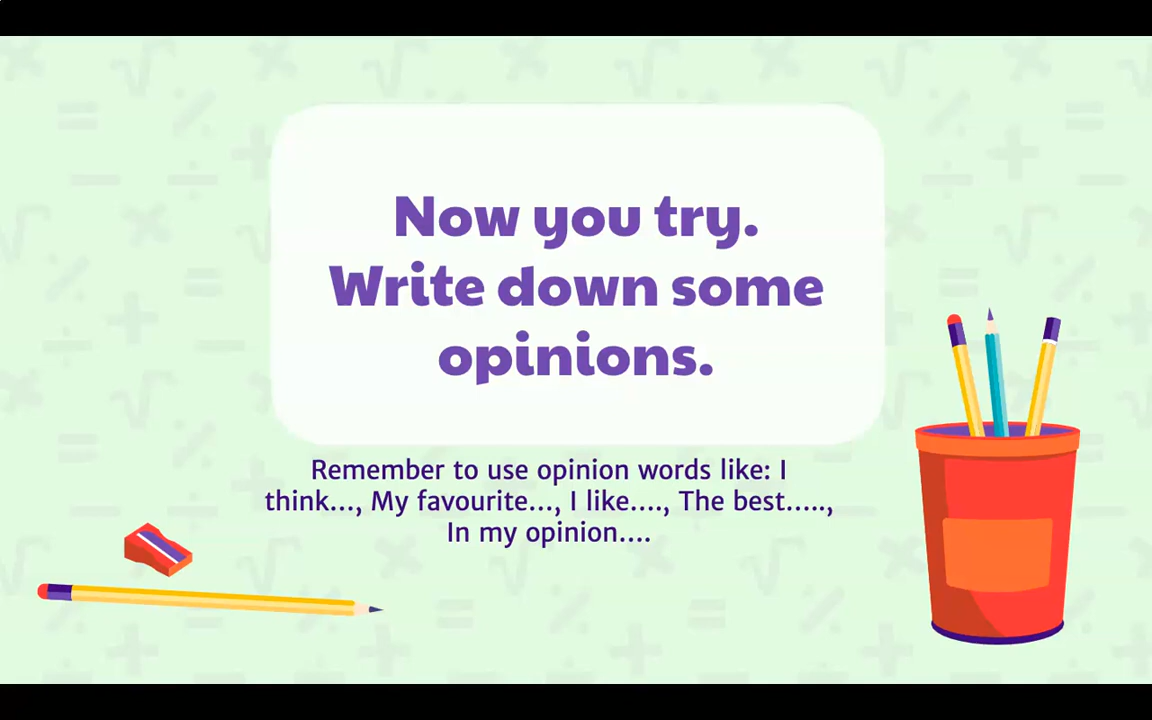 Now you try.
Write down some
opinions.
Remember to use opinion words like: I
think..., My favourite..., I like...., The best.....,
In my opinion....